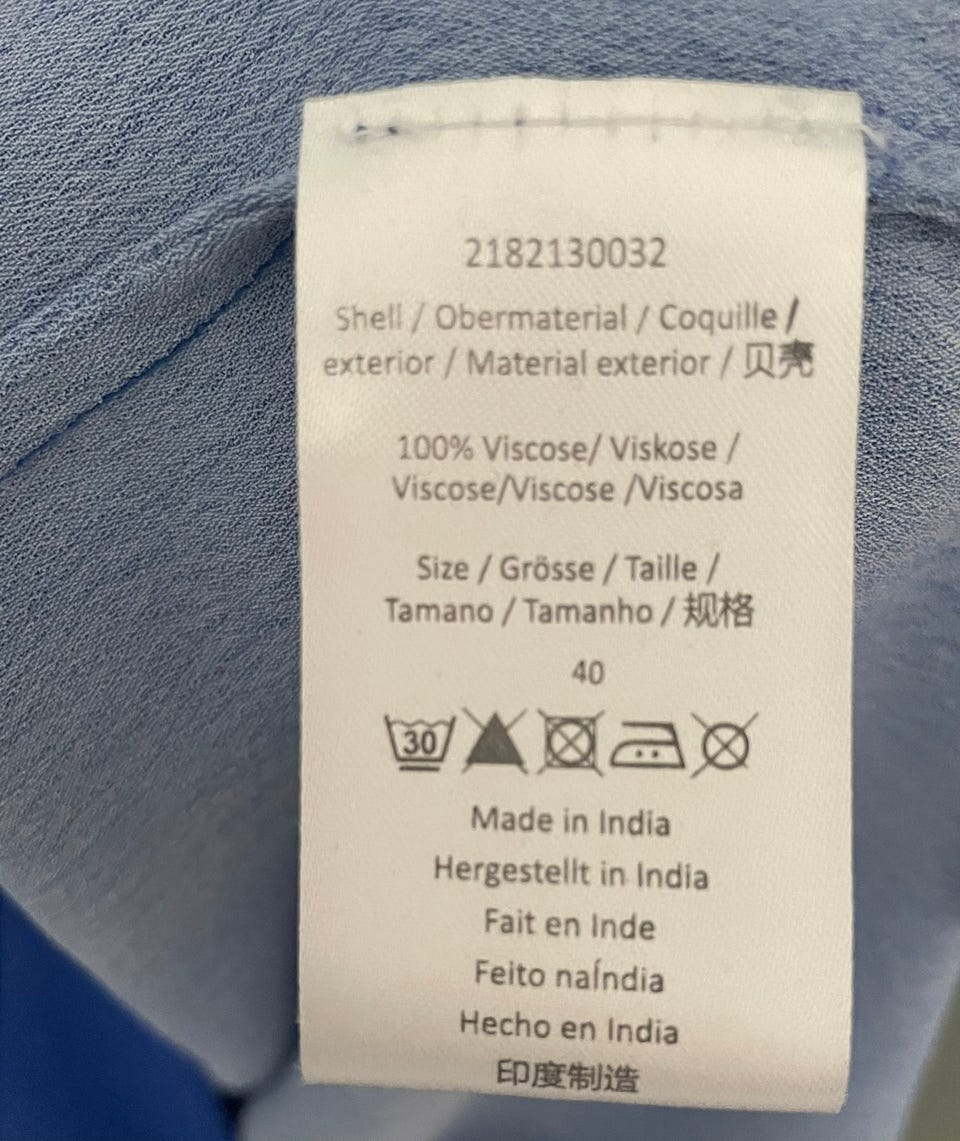 2182130032
Shell / Obermaterial / Coquille /
exterior / Material exterior / 贝壳
100% Viscose/ Viskose /
Viscose/Viscose /Viscosa
Size / Grösse / Taille /
Tamano / Tamanho / 规格
40
30
Made in India
Hergestellt in India
Fait en Inde
Feito naÍndia
Hecho en India
印度制造